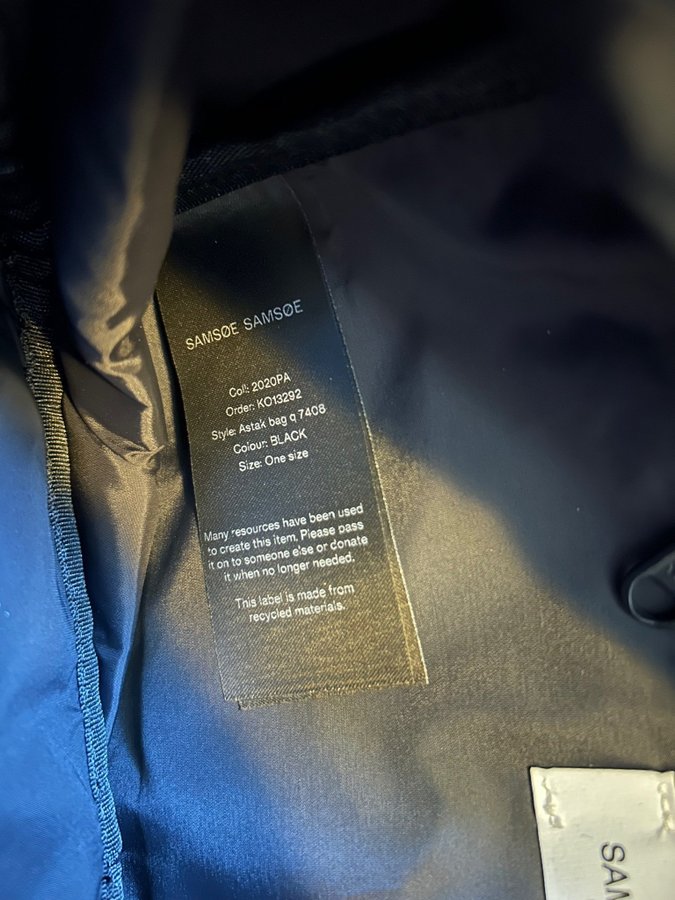 SAMSØE SAMSØE
Col: 2020PA
Order: KO13292
Style: Astak bag q 7408
Colour: BLACK
Size: One size
Many resources have been used
to create this item. Please pass
it on to someone else or donate
it when no longer needed.
This label is made from
recycled materials.
SAM